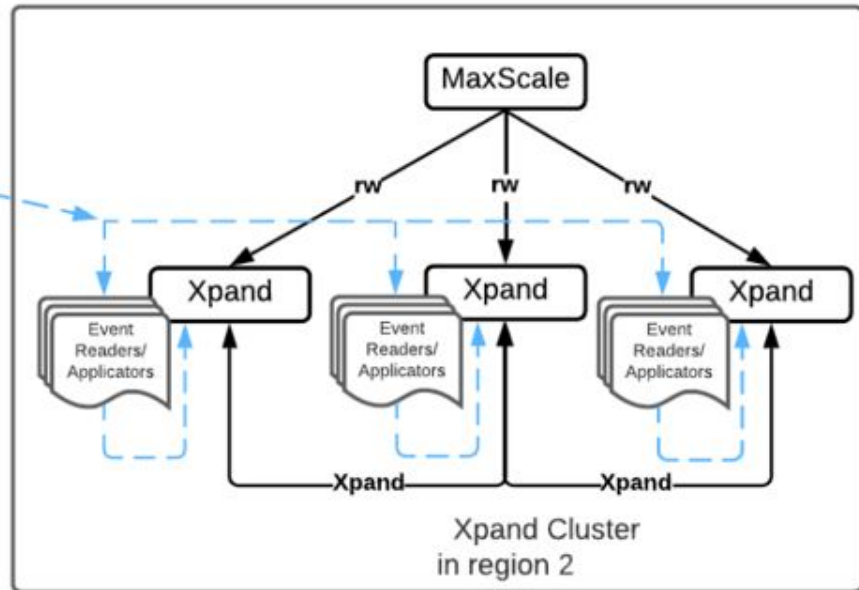 MaxScale
rw
rw
rw
Xpand
Xpand
Xpand
Event
Readers/
Applicators
Event
Readers/
Applicators
Event
Readers/
Applicators
Xpand
Xpand
Xpand Cluster
in region 2